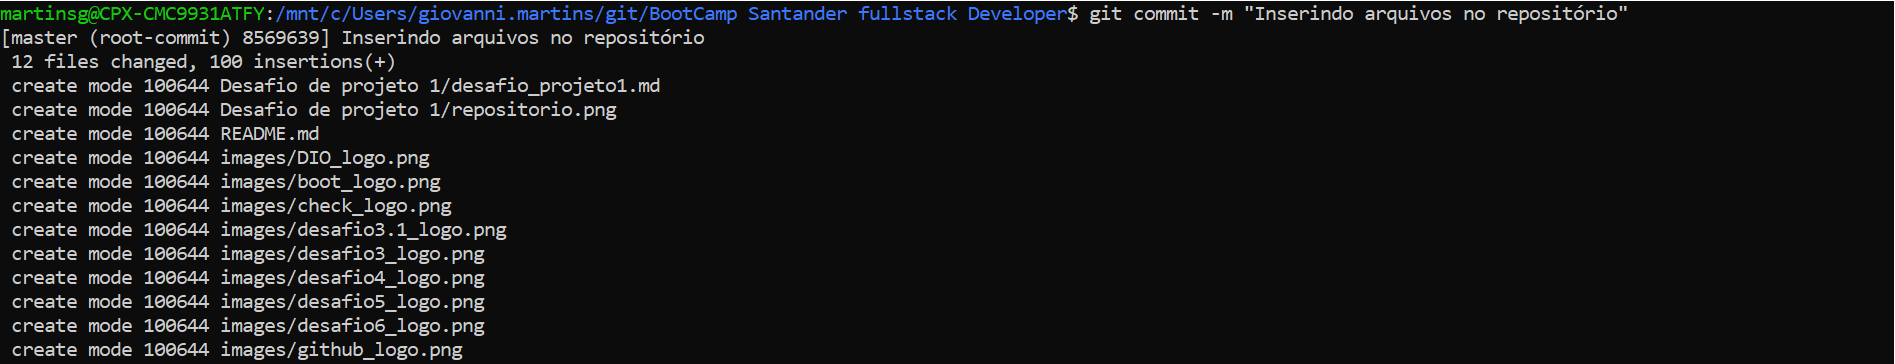 martinsg@CPX-CMC9931ATFY:/mnt/c/Users/giovanni.martins/git/BootCamp Santander fullstack Developer$ git commit -m "Inserindo arquivos no repositório"
[master (root-commit) 8569639] Inserindo arquivos no repositório
 12 files changed, 100 insertions(+)
 create mode 100644 Desafio de projeto 1/desafio_projeto1.md
 create mode 100644 Desafio de projeto 1/repositorio.png
 create mode 100644 README.md
 create mode 100644 images/DIO_logo.png
 create mode 100644 images/boot_logo.png
 create mode 100644 images/check_logo.png
 create mode 100644 images/desafio3.1_logo.png
 create mode 100644 images/desafio3_logo.png
 create mode 100644 images/desafio4_logo.png
 create mode 100644 images/desafio5_logo.png
 create mode 100644 images/desafio6_logo.png
 create mode 100644 images/github_logo.png